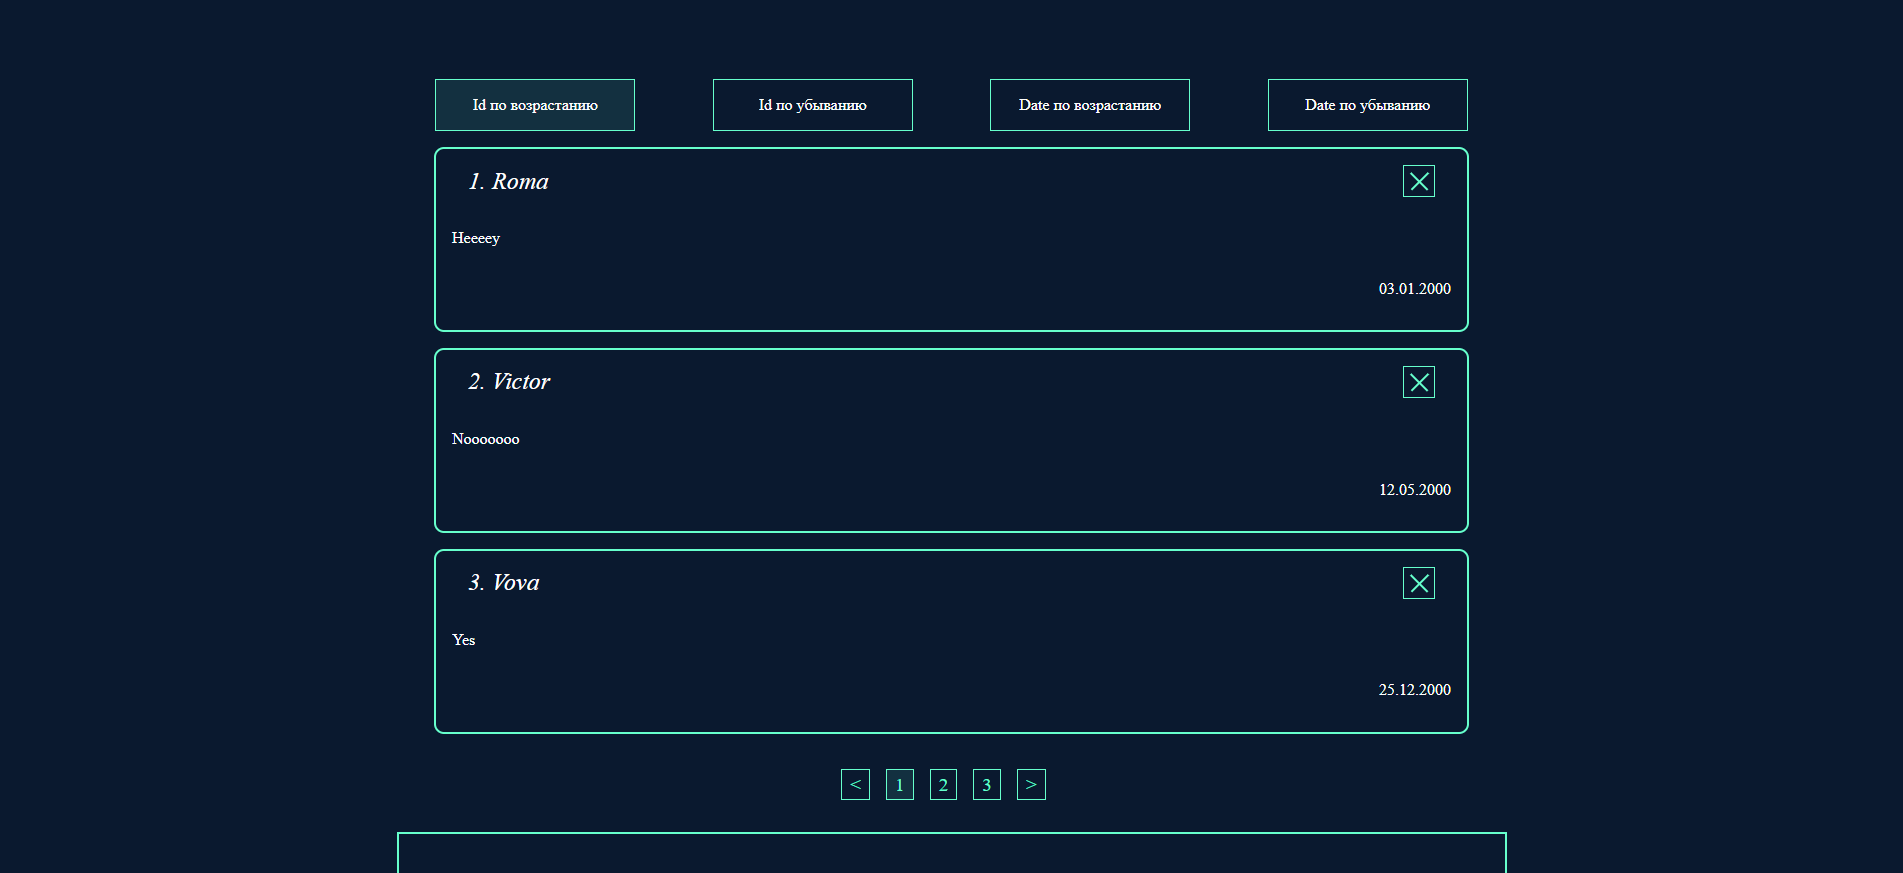 Id по возрастанию Id по убыванию Date по возрастанию Date по убыванию
1. Roma
Heeeey
03.01.2000
2. Victor
Nooooooo
12.05.2000
3. Vova
Yes
25.12.2000
< 1 2 3 >